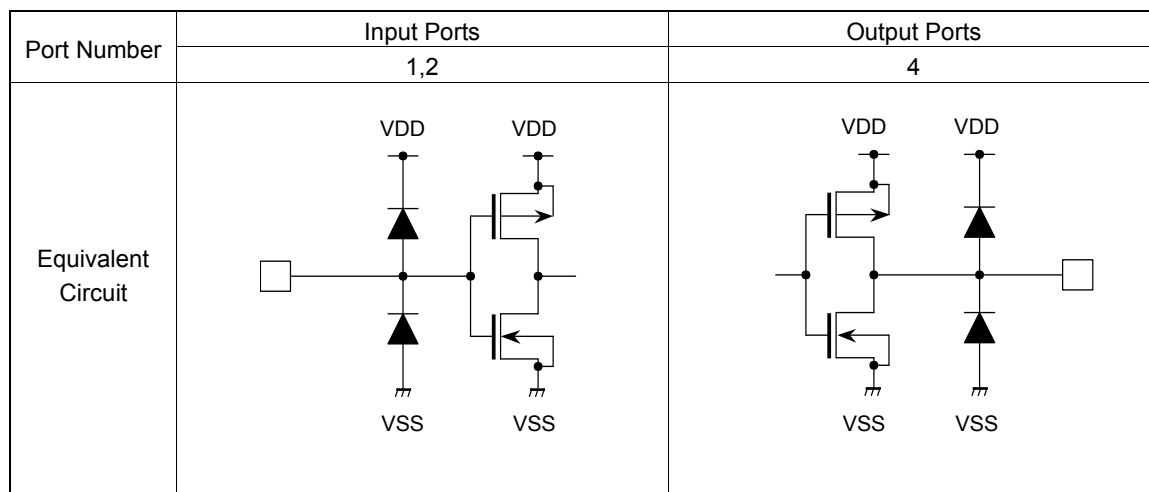 Port Number
Input Ports
Output Ports
1,2
4
Equivalent
Circuit
VDD
VDD
VSS
VSS
VDD
VDD
VSS
VSS